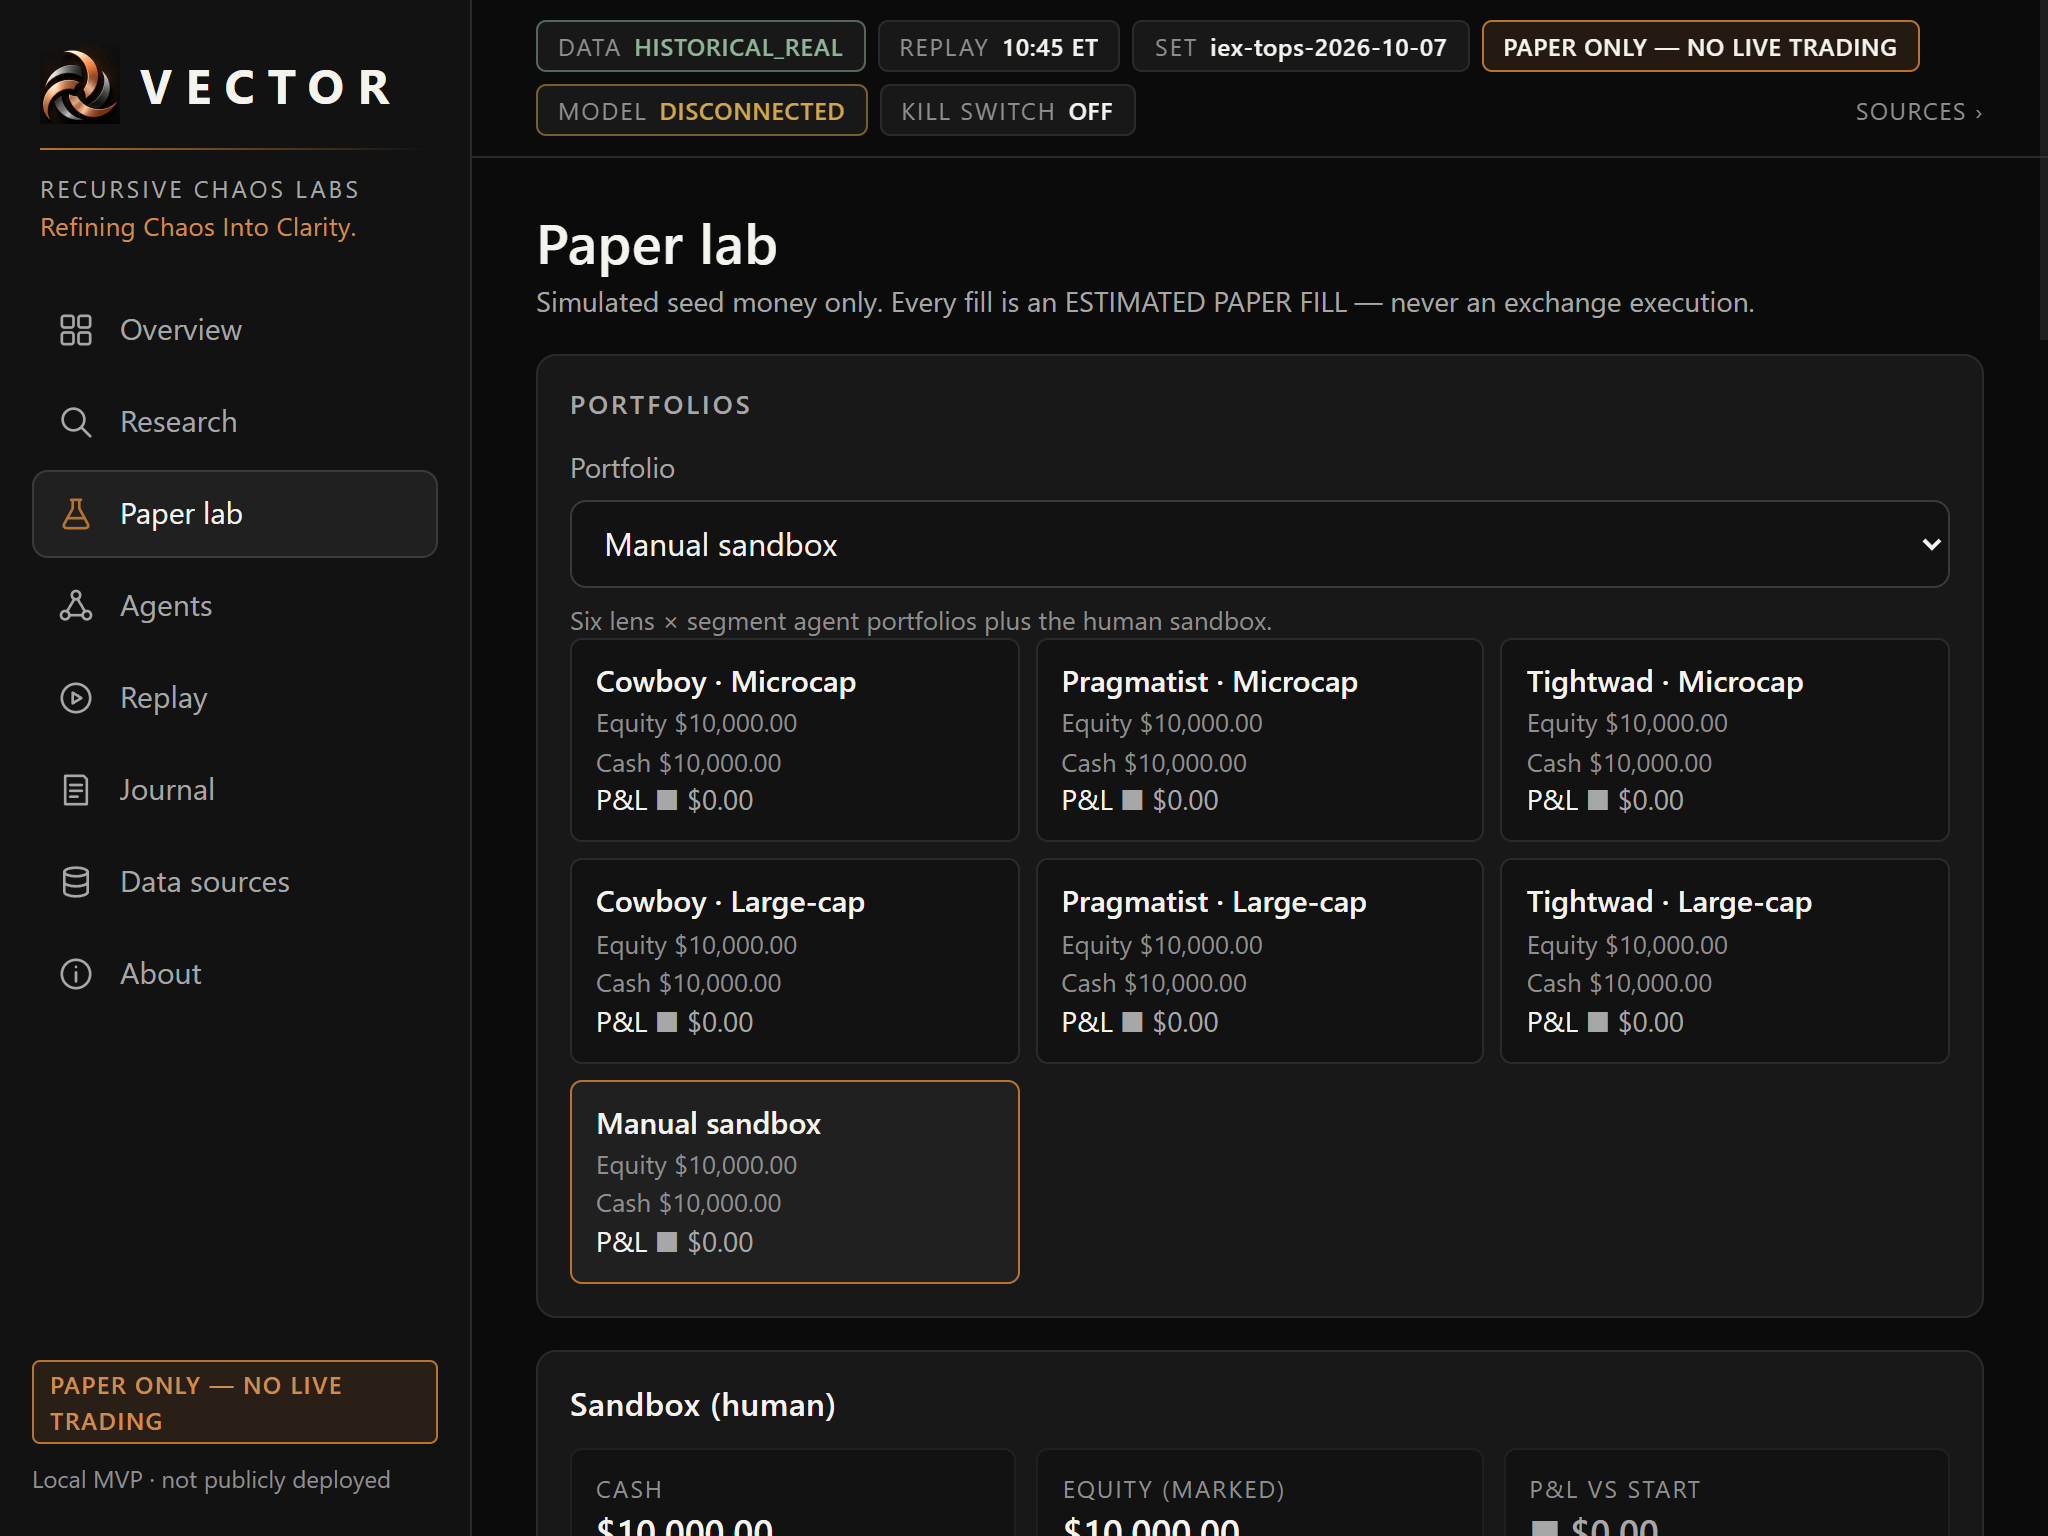 VECTOR
RECURSIVE CHAOS LABS
Refining Chaos Into Clarity.
Overview
Research
Paper lab
Agents
Replay
Journal
Data sources
About
PAPER ONLY — NO LIVE
TRADING
Local MVP · not publicly deployed
DATA HISTORICAL_REAL
REPLAY 10:45 ET
SET iex-tops-2026-10-07
PAPER ONLY — NO LIVE TRADING
MODEL DISCONNECTED
KILL SWITCH OFF
SOURCES ›
Paper lab
Simulated seed money only. Every fill is an ESTIMATED PAPER FILL — never an exchange execution.
PORTFOLIOS
Portfolio
Manual sandbox
Six lens × segment agent portfolios plus the human sandbox.
Cowboy · Microcap
Equity $10,000.00
Cash $10,000.00
P&L ■ $0.00
Pragmatist · Microcap
Equity $10,000.00
Cash $10,000.00
P&L ■ $0.00
Tightwad · Microcap
Equity $10,000.00
Cash $10,000.00
P&L ■ $0.00
Cowboy · Large-cap
Equity $10,000.00
Cash $10,000.00
P&L ■ $0.00
Pragmatist · Large-cap
Equity $10,000.00
Cash $10,000.00
P&L ■ $0.00
Tightwad · Large-cap
Equity $10,000.00
Cash $10,000.00
P&L ■ $0.00
Manual sandbox
Equity $10,000.00
Cash $10,000.00
P&L ■ $0.00
Sandbox (human)
CASH
$10,000.00
EQUITY (MARKED)
$10,000.00
P&L VS START
■ $0.00